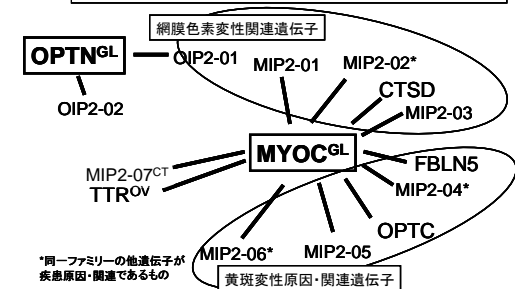 網膜色素変性関連遺伝子
OPTNGL
OIP2-01
MIP2-01
MIP2-02*
CTSD
OIP2-02
MIP2-03
MYOCGL
MIP2-07CT
FBLN5
TTROV
MIP2-04*
OPTC
MIP2-06*
MIP2-05
*同一ファミリーの他遺伝子が
疾患原因・関連であるもの
黄斑変性原因・関連遺伝子